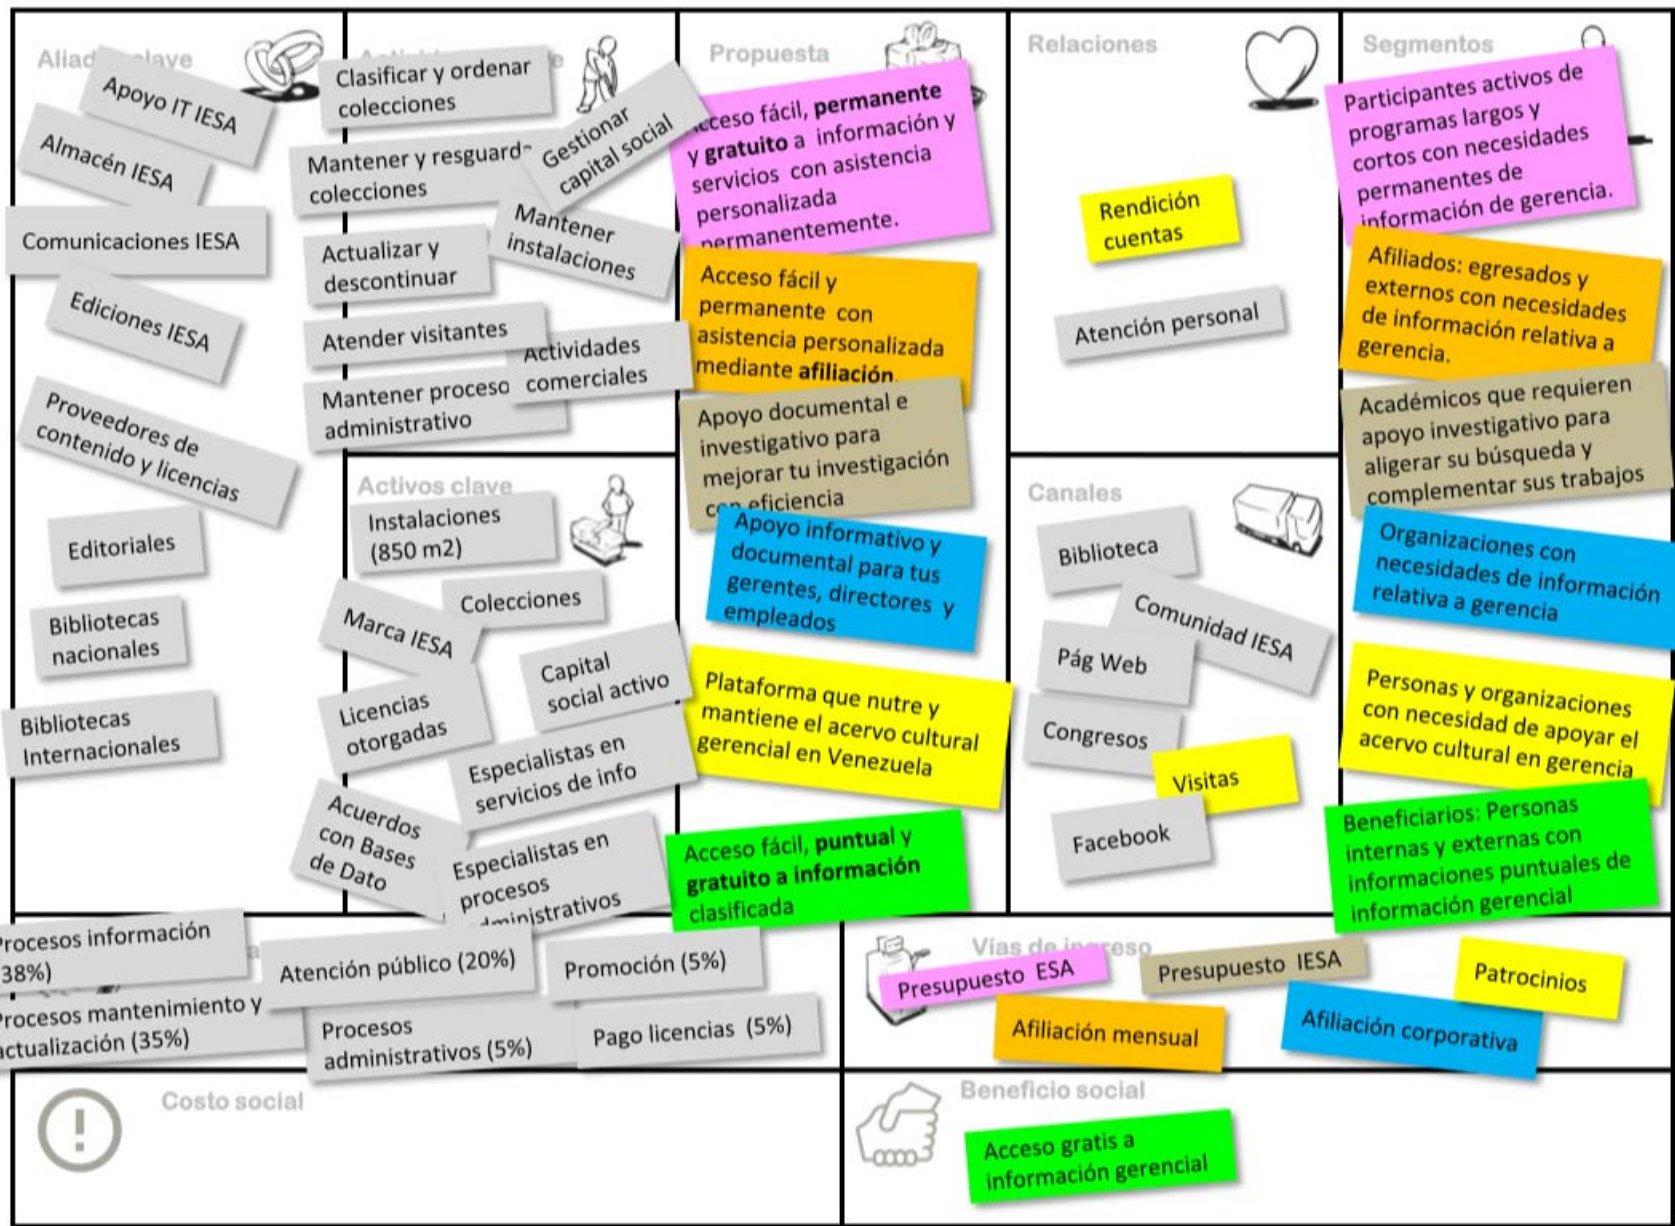 Aliad
clave
Apoyo IT IESA
Almacén IESA
Comunicaciones IESA
Ediciones IESA
Proveedores de
contenido y licencias
Editoriales
Bibliotecas
nacionales
Bibliotecas
Internacionales
Clasificar y ordenar
colecciones
Gestionar
capital social
Mantener y resguard
colecciones
Mantener
instalaciones
Actualizar y
descontinuar
Atender visitantes
Actividades
comerciales
Mantener proceso
administrativo
Activos clave
Instalaciones
(850 m2)
Colecciones
Marca IESA
Capital
social activo
Licencias
otorgadas
Especialistas en
servicios de info
Acuerdos
con Bases
de Dato
Especialistas en
procesos
dministrativos
Propuesta
cceso fácil, permanente
y gratuito a información y
servicios con asistencia
personalizada
permanentemente.
Acceso fácil y
permanente con
asistencia personalizada
mediante afiliación.
Apoyo documental e
investigativo para
mejorar tu investigación
con eficiencia
Apoyo informativo y
documental para tus
gerentes, directores y
empleados
Plataforma que nutre y
mantiene el acervo cultural
gerencial en Venezuela
Acceso fácil, puntual y
gratuito a información
clasificada
Relaciones
Rendición
cuentas
Atención personal
Canales
Biblioteca
Comunidad IESA
Pág Web
Congresos
Visitas
Facebook
Segmentos
Participantes activos de
programas largos y
cortos con necesidades
permanentes de
información de gerencia.
Afiliados: egresados y
externos con necesidades
de información relativa a
gerencia.
Académicos que requieren
apoyo investigativo para
aligerar su búsqueda y
complementar sus trabajos
Organizaciones con
necesidades de información
relativa a gerencia
Personas y organizaciones
con necesidad de apoyar el
acervo cultural en gerencia
Beneficiarios: Personas
internas y externas con
informaciones puntuales de
información gerencial
Procesos información
38%)
Atención público (20%)
Promoción (5%)
Procesos mantenimiento y
actualización (35%)
Procesos
administrativos (5%)
Pago licencias (5%)
Vías de ingreso
Presupuesto ESA
Presupuesto IESA
Patrocinios
Afiliación mensual
Afiliación corporativa
Costo social
Beneficio social
Acceso gratis a
información gerencial